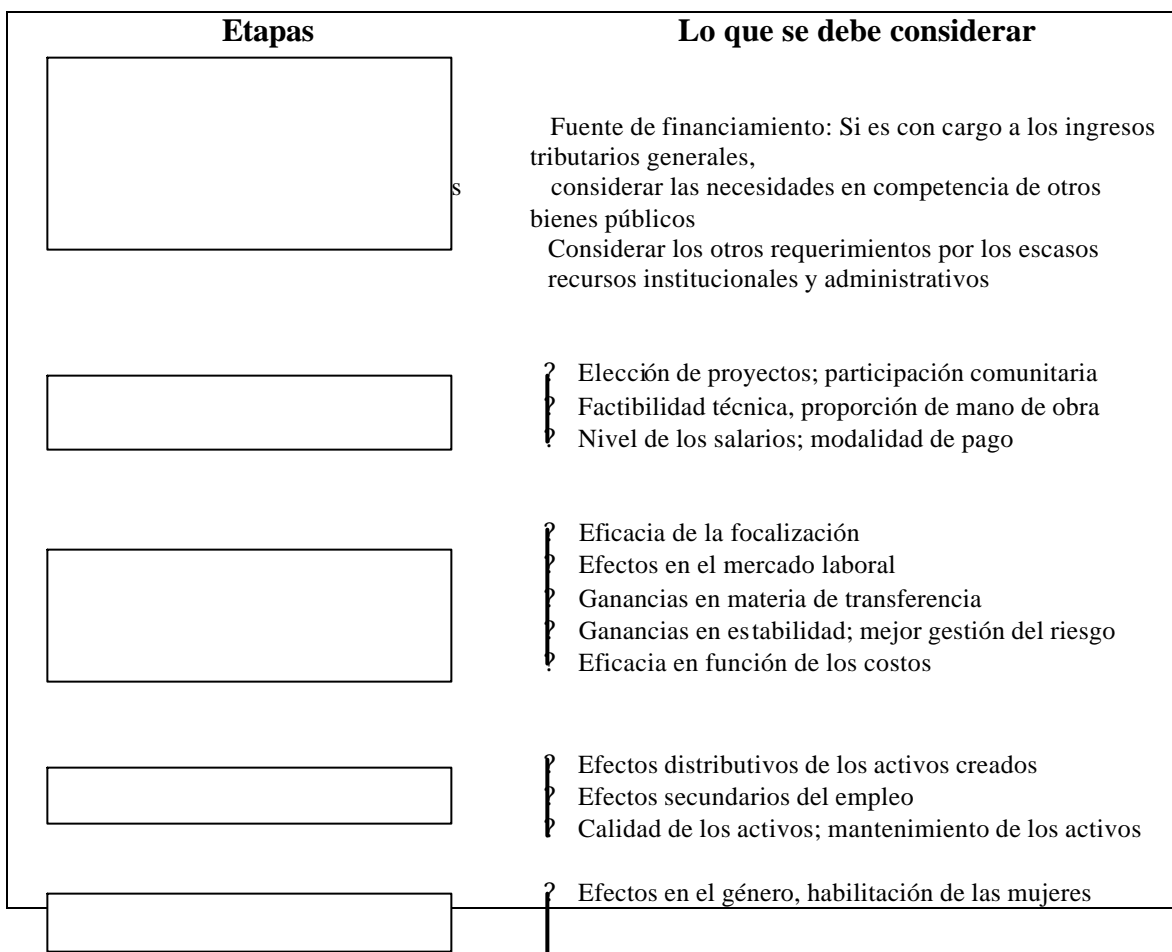 Etapas
Lo que se debe considerar
Fuente de financiamiento: Si es con cargo a los ingresos
tributarios generales,
s
considerar las necesidades en competencia de otros
bienes públicos
Considerar los otros requerimientos por los escasos
recursos institucionales y administrativos
? Elección de proyectos; participación comunitaria
? Factibilidad técnica, proporción de mano de obra
? Nivel de los salarios; modalidad de pago
? Eficacia de la focalización
? Efectos en el mercado laboral
? Ganancias en materia de transferencia
? Ganancias en estabilidad; mejor gestión del riesgo
? Eficacia en función de los costos
? Efectos distributivos de los activos creados
? Efectos secundarios del empleo
? Calidad de los activos; mantenimiento de los activos
? Efectos en el género, habilitación de las mujeres